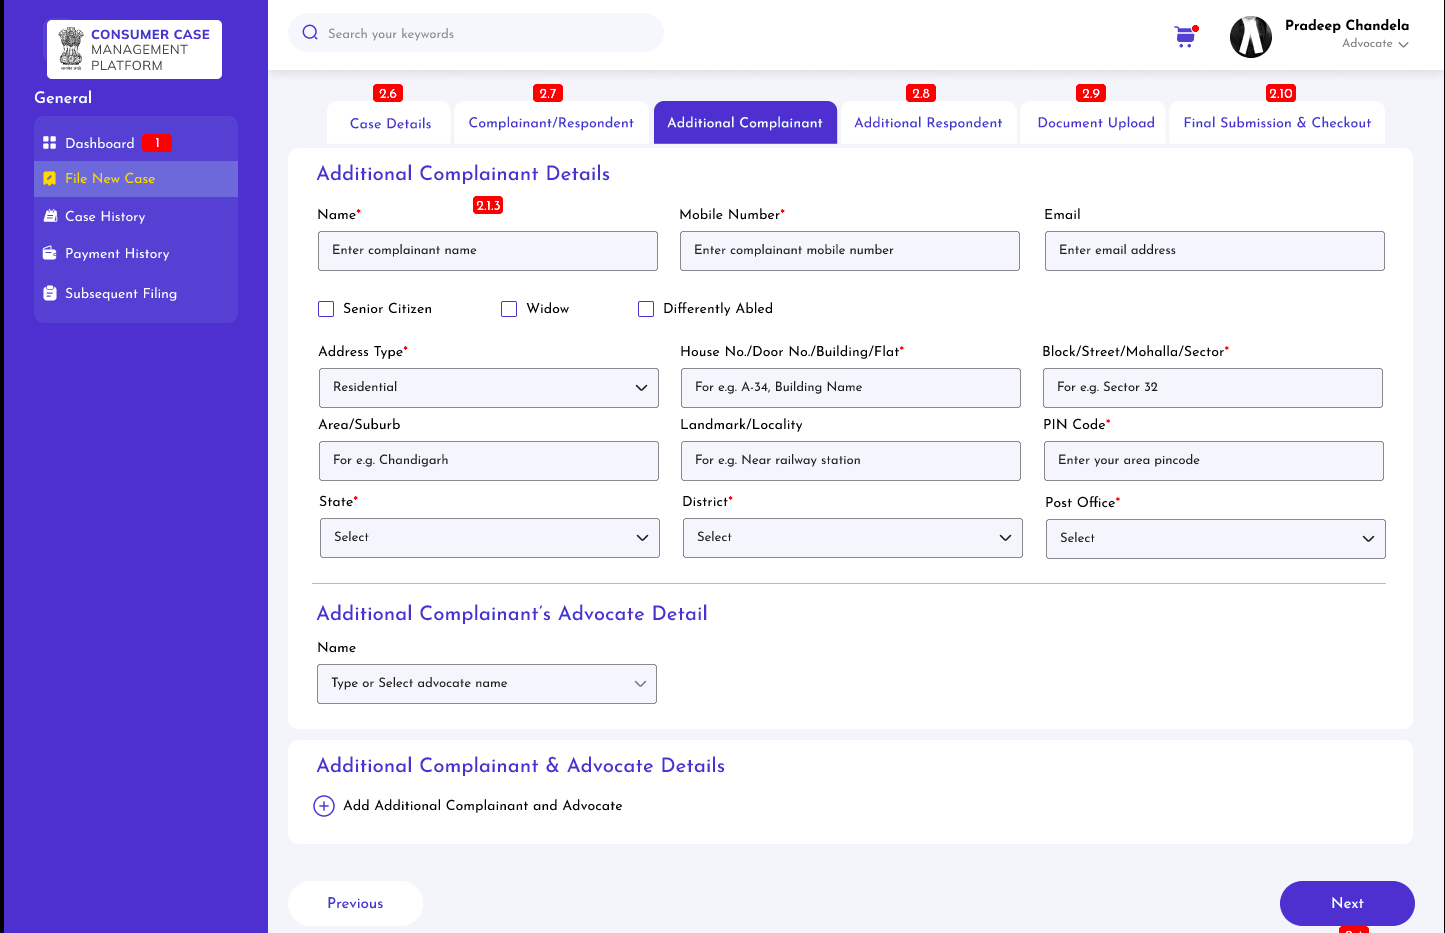 CONSUMER CASE
MANAGEMENT
PLATFORM
General
Dashboard 1
File New Case
Case History
Payment History
Subsequent Filing
Search your keywords
Pradeep Chandela
Advocate
2.6 2.7 2.8 2.9 2.10
Case Details Complainant/Respondent Additional Complainant Additional Respondent Document Upload Final Submission & Checkout
Additional Complainant Details
2.1.3
Name* Mobile Number* Email
Enter complainant name Enter complainant mobile number Enter email address
Senior Citizen Widow Differently Abled
Address Type* House No./Door No./Building/Flat* Block/Street/Mohalla/Sector*
Residential For e.g. A-34, Building Name For e.g. Sector 32
Area/Suburb Landmark/Locality PIN Code*
For e.g. Chandigarh For e.g. Near railway station Enter your area pincode
State* District* Post Office*
Select Select Select
Additional Complainant's Advocate Detail
Name
Type or Select advocate name
Additional Complainant & Advocate Details
Add Additional Complainant and Advocate
Previous Next